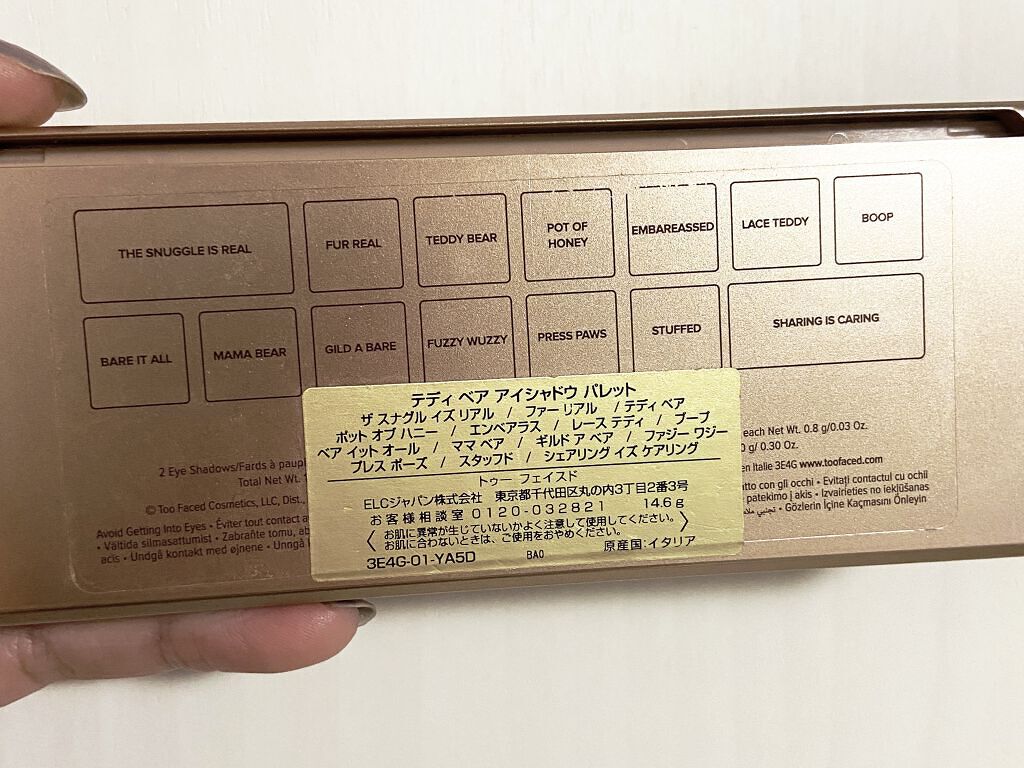 THE SNUGGLE IS REAL
FUR REAL
TEDDY BEAR
POT OF
HONEY
EMBAREASSED
LACE TEDDY
BOOP
BARE IT ALL
MAMA BEAR
GILD A BARE
FUZZY WUZZY
PRESS PAWS
STUFFED
SHARING IS CARING
テディ ベア アイシャドウ パレット
ザ スナグル イズ リアル / ファー リアル / テディ ベア
ポット オブ ハニー / エンベアラス / レース テディ / ブープ
ベア イット オール / ママ ベア / ギルド ア ベア / ファジー ワジー
プレス ポーズ / スタッフド / シェアリング イズ ケアリング
トゥー フェイスド
ELCジャパン株式会社 東京都千代田区丸の内3丁目2番3号
お客様相談室 0120-032821 14.6g
〈お肌に異常が生じていないかよく注意して使用してください。
お肌に合わないときは、ご使用をおやめください。〉
原産国:イタリア
3E4G-01-YA5D BA0
2 Eye Shadows/Fards à paup
Total Net Wt.
© Too Faced Cosmetics, LLC, Dist.,
Avoid Getting Into Eyes • Éviter tout contact a
• Vältida silmasattumist • Zabraňte tomu, ab
acis • Undgå kontakt med øjnene • Unngå
each Net Wt. 0.8 g/0.03 Oz.
g/ 0.30 Oz.
en Italie 3E4G www.toofaced.com
tto con gli occhi • Evitați contactul cu ochii
patekimo į akis • Izvairieties no iekļūšanas
• Gözlerin İçine Kaçmasını Önleyin